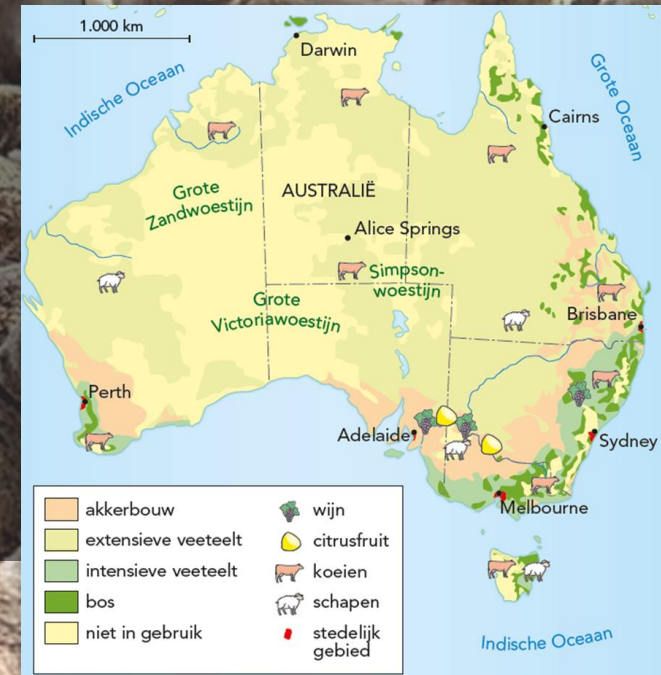 1.000 km
Darwin
Indische Oceaan
Grote Oceaan
Cairns
Grote
Zandwoestijn
AUSTRALIË
Alice Springs
Simpson-
woestijn
Grote
Victoriawoestijn
Brisbane
Perth
Adelaide
Sydney
Melbourne
akkerbouw
extensieve veeteelt
intensieve veeteelt
bos
niet in gebruik
wijn
citrusfruit
koeien
schapen
stedelijk
gebied
Indische Oceaan